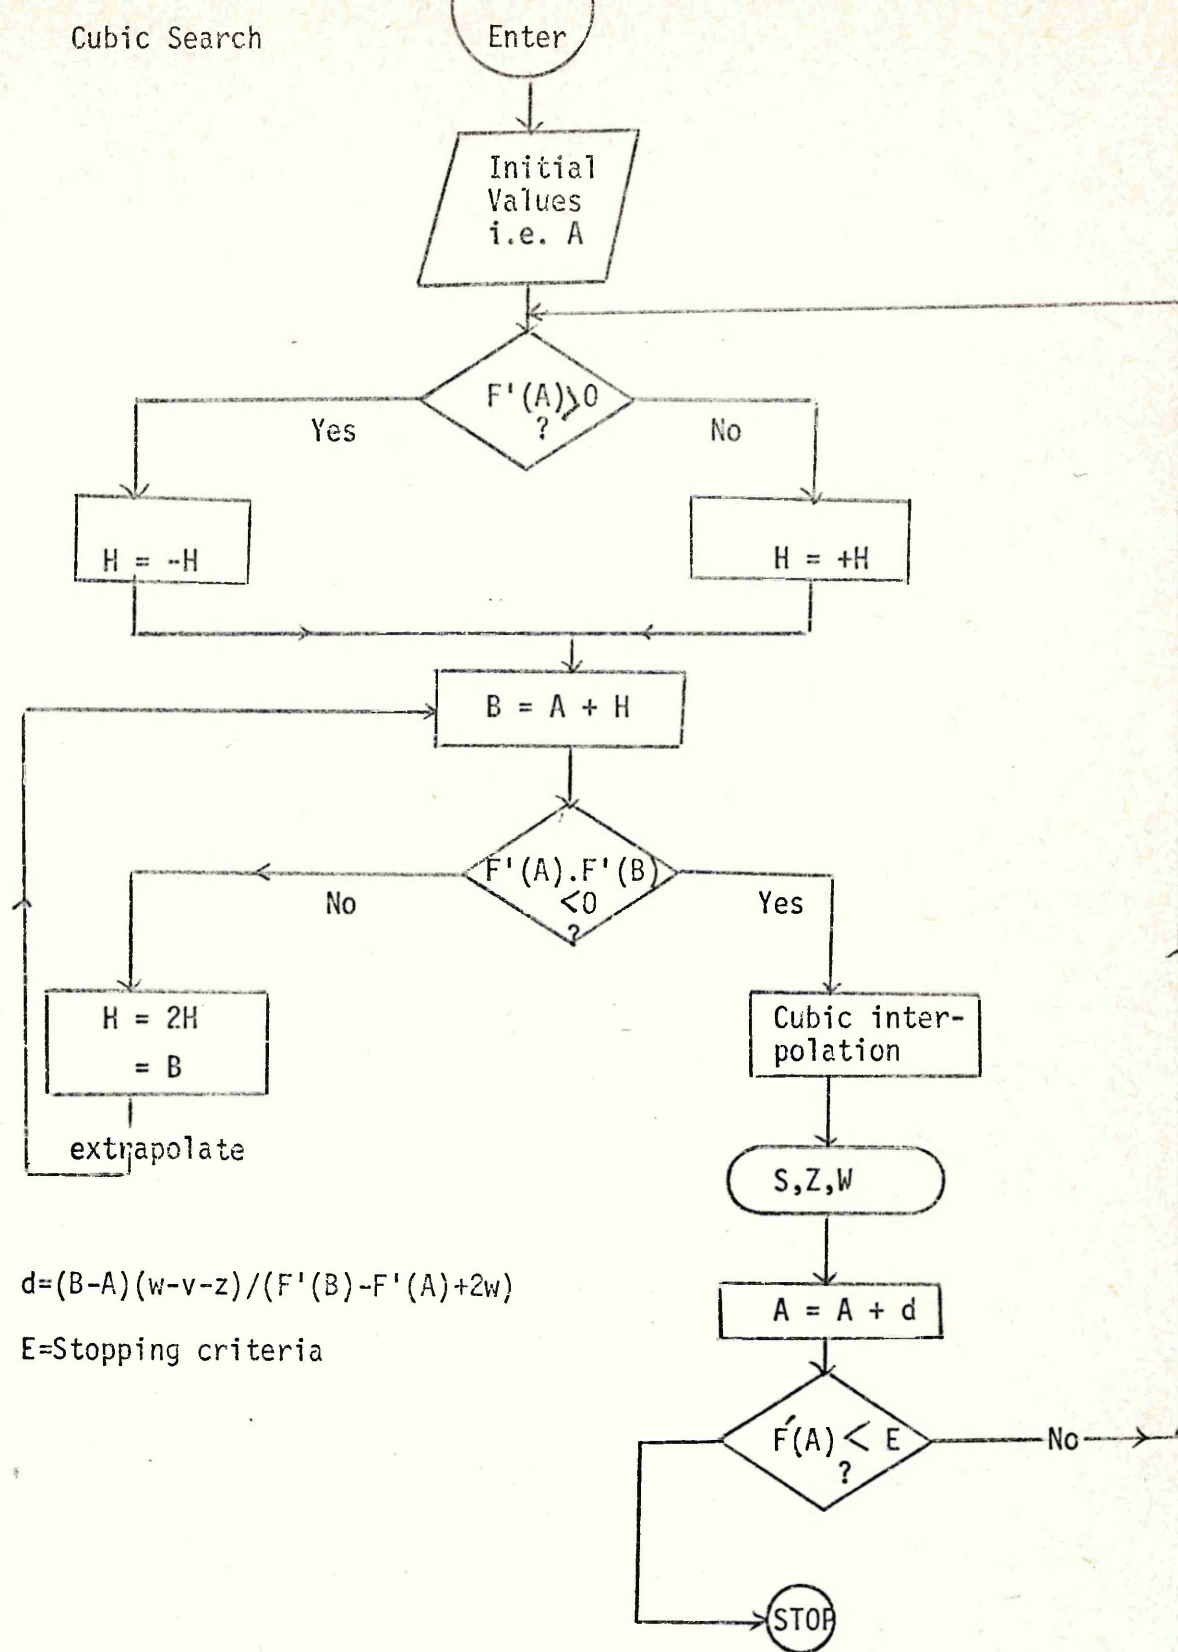 Cubic Search
Enter
Initial
Values
i.e. A
F'(A)>0
?
Yes
No
H = -H
H = +H
B = A + H
F'(A).F'(B)
<0
?
No
Yes
H = 2H
= B
extrapolate
Cubic inter-
polation
S,Z,W
d=(B-A)(w-v-z)/(F'(B)-F'(A)+2w)
E=Stopping criteria
A = A + d
F'(A) < E
?
No
STOP